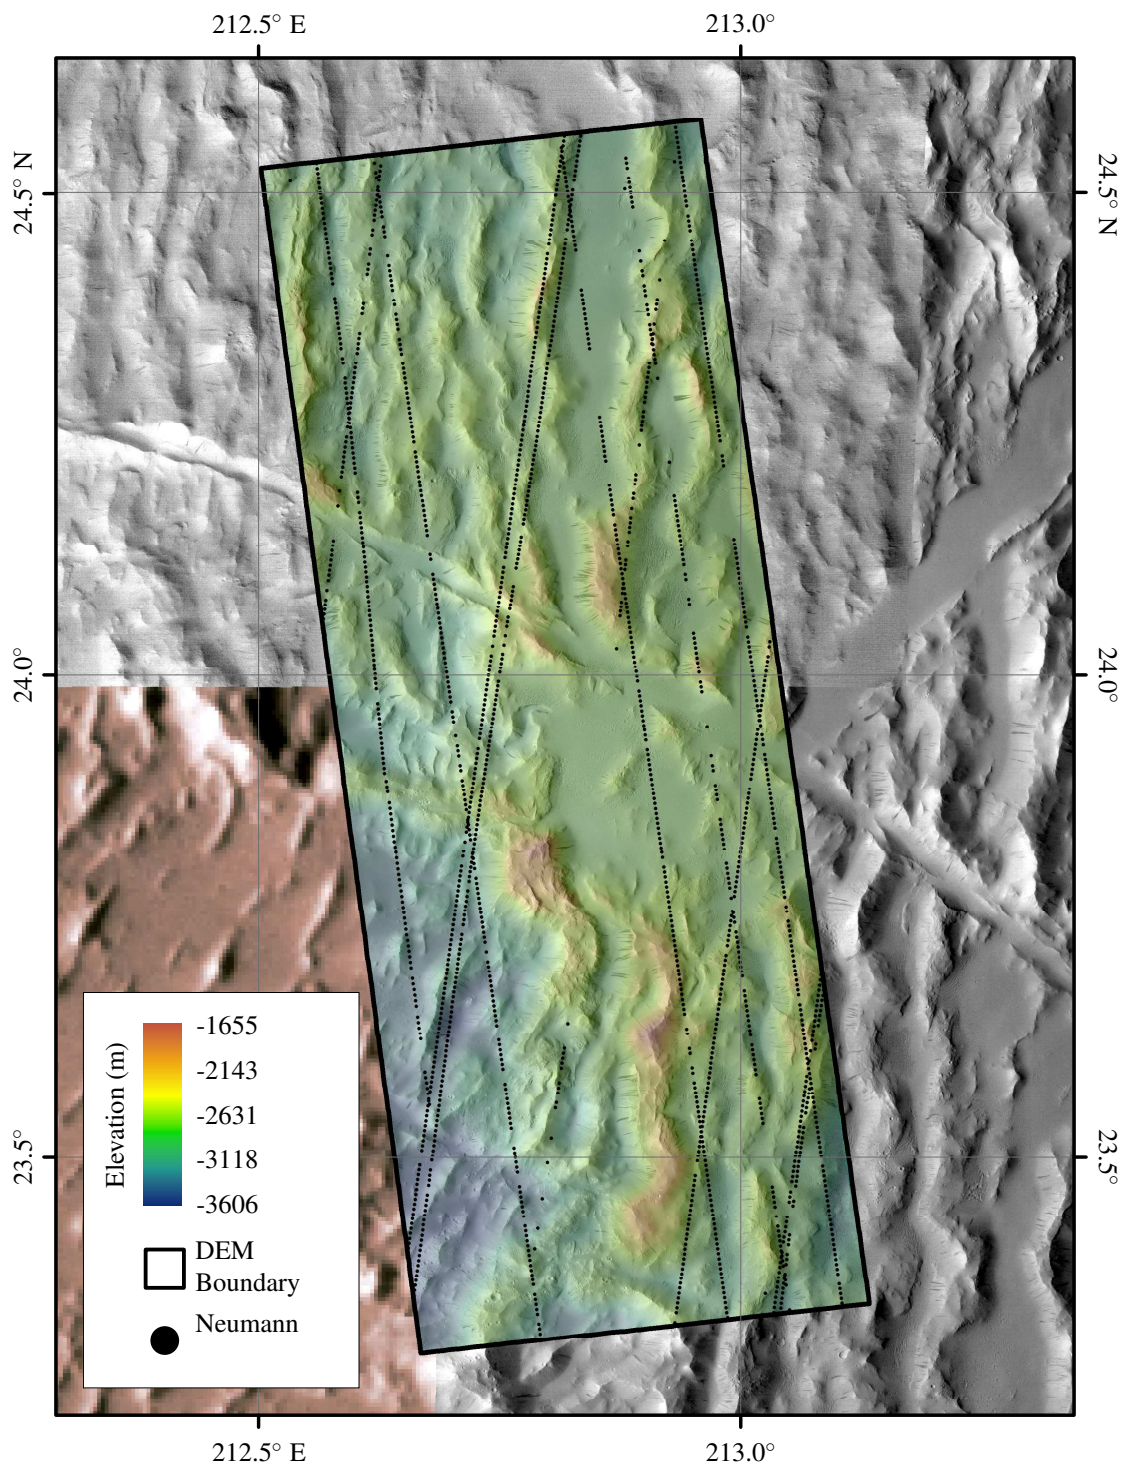 212.5° E
213.0°
24.5° N
24.5° N
24.0°
24.0°
23.5°
23.5°
Elevation (m)
-1655
-2143
-2631
-3118
-3606
DEM
Boundary
Neumann
212.5° E
213.0°